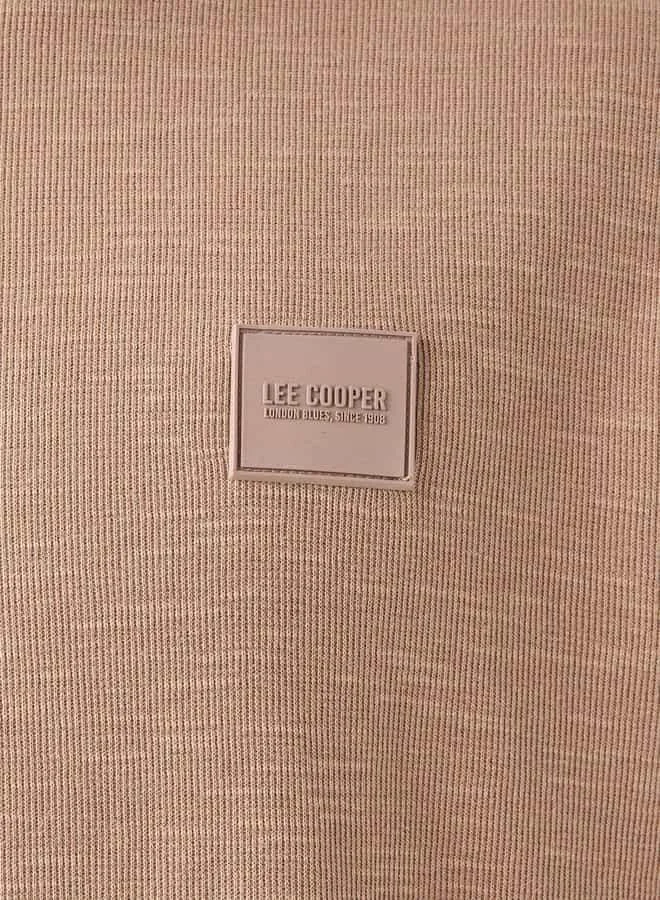 LEE COOPER
LONDON BLUES, SINCE 1908